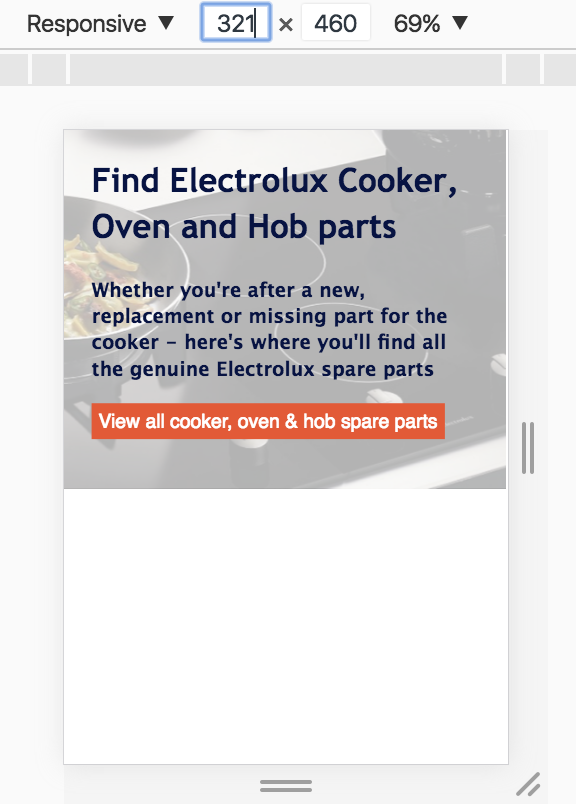 Responsive ▼ 321 × 460 69% ▼
Find Electrolux Cooker,
Oven and Hob parts
Whether you're after a new,
replacement or missing part for the
cooker – here's where you'll find all
the genuine Electrolux spare parts
View all cooker, oven & hob spare parts